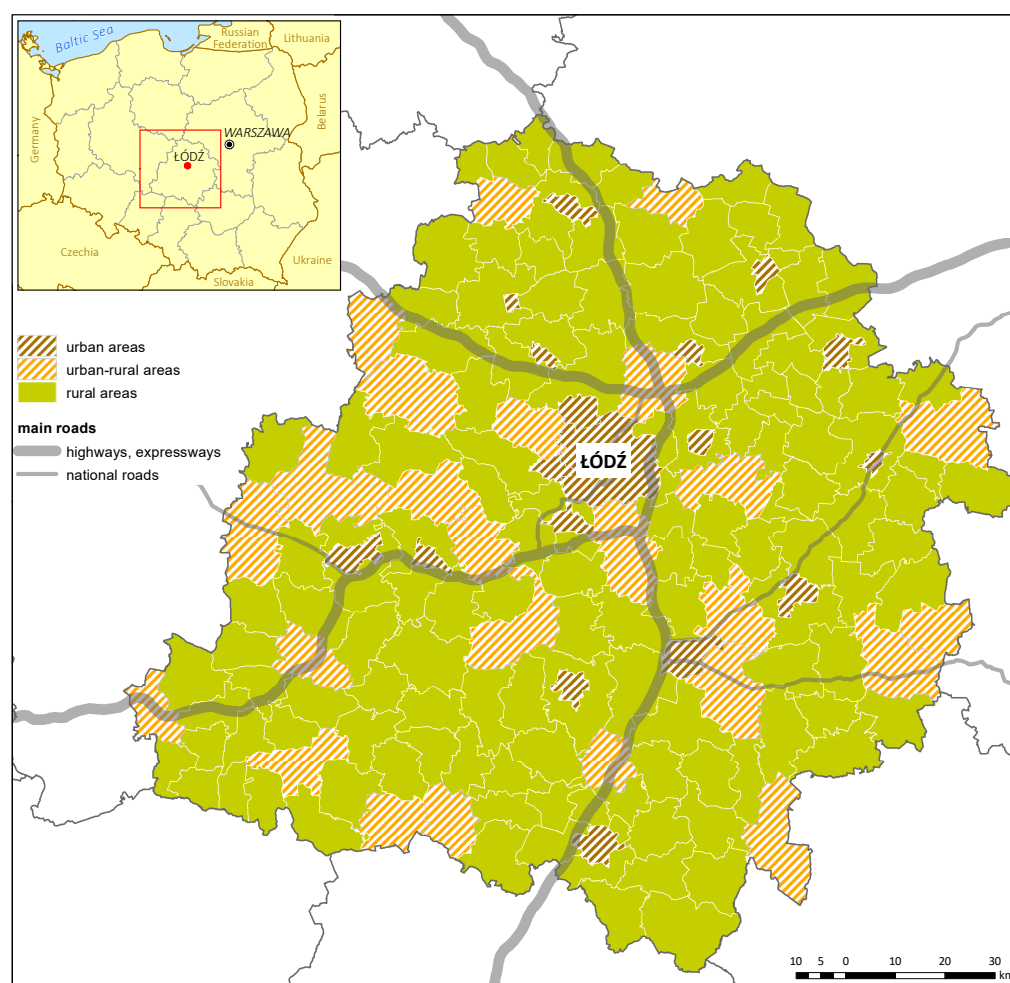 Baltic Sea
Russian
Federation
Lithuania
Belarus
Germany
WARSZAWA
ŁÓDŹ
Czechia
Ukraine
Slovakia
urban areas
urban-rural areas
rural areas
main roads
highways, expressways
national roads
ŁÓDŹ
10 5 0 10 20 30
km